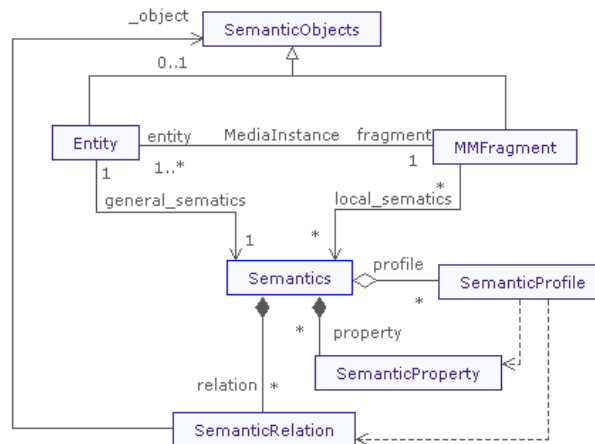 _object
SemanticObjects
0..1
Entity
entity
MediaInstance
fragment
MMFragment
1..*
1
1
*
general_sematics
local_sematics
1
*
Semantics
profile
SemanticProfile
*
*
property
SemanticProperty
relation
*
SemanticRelation